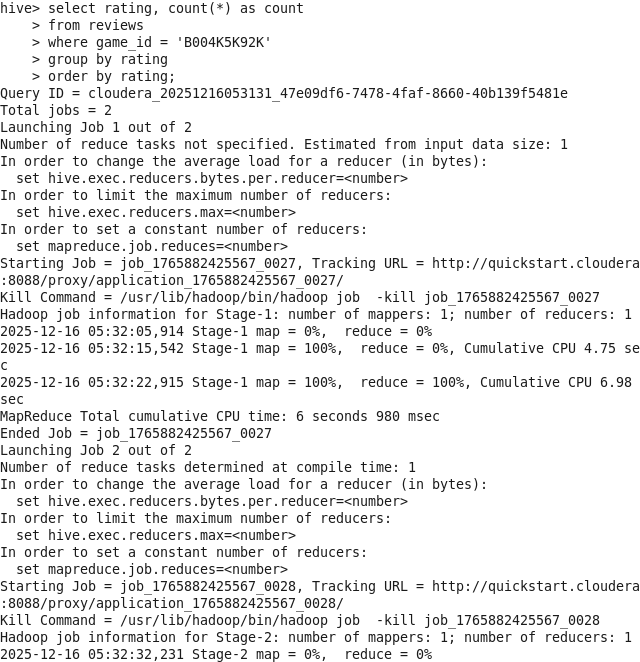 hive> select rating, count(*) as count
    > from reviews
    > where game_id = 'B004K5K92K'
    > group by rating
    > order by rating;
Query ID = cloudera_20251216053131_47e09df6-7478-4faf-8660-40b139f5481e
Total jobs = 2
Launching Job 1 out of 2
Number of reduce tasks not specified. Estimated from input data size: 1
In order to change the average load for a reducer (in bytes):
  set hive.exec.reducers.bytes.per.reducer=<number>
In order to limit the maximum number of reducers:
  set hive.exec.reducers.max=<number>
In order to set a constant number of reducers:
  set mapreduce.job.reduces=<number>
Starting Job = job_1765882425567_0027, Tracking URL = http://quickstart.cloudera
:8088/proxy/application_1765882425567_0027/
Kill Command = /usr/lib/hadoop/bin/hadoop job  -kill job_1765882425567_0027
Hadoop job information for Stage-1: number of mappers: 1; number of reducers: 1
2025-12-16 05:32:05,914 Stage-1 map = 0%,  reduce = 0%
2025-12-16 05:32:15,542 Stage-1 map = 100%,  reduce = 0%, Cumulative CPU 4.75 se
c
2025-12-16 05:32:22,915 Stage-1 map = 100%,  reduce = 100%, Cumulative CPU 6.98
sec
MapReduce Total cumulative CPU time: 6 seconds 980 msec
Ended Job = job_1765882425567_0027
Launching Job 2 out of 2
Number of reduce tasks determined at compile time: 1
In order to change the average load for a reducer (in bytes):
  set hive.exec.reducers.bytes.per.reducer=<number>
In order to limit the maximum number of reducers:
  set hive.exec.reducers.max=<number>
In order to set a constant number of reducers:
  set mapreduce.job.reduces=<number>
Starting Job = job_1765882425567_0028, Tracking URL = http://quickstart.cloudera
:8088/proxy/application_1765882425567_0028/
Kill Command = /usr/lib/hadoop/bin/hadoop job  -kill job_1765882425567_0028
Hadoop job information for Stage-2: number of mappers: 1; number of reducers: 1
2025-12-16 05:32:32,231 Stage-2 map = 0%,  reduce = 0%